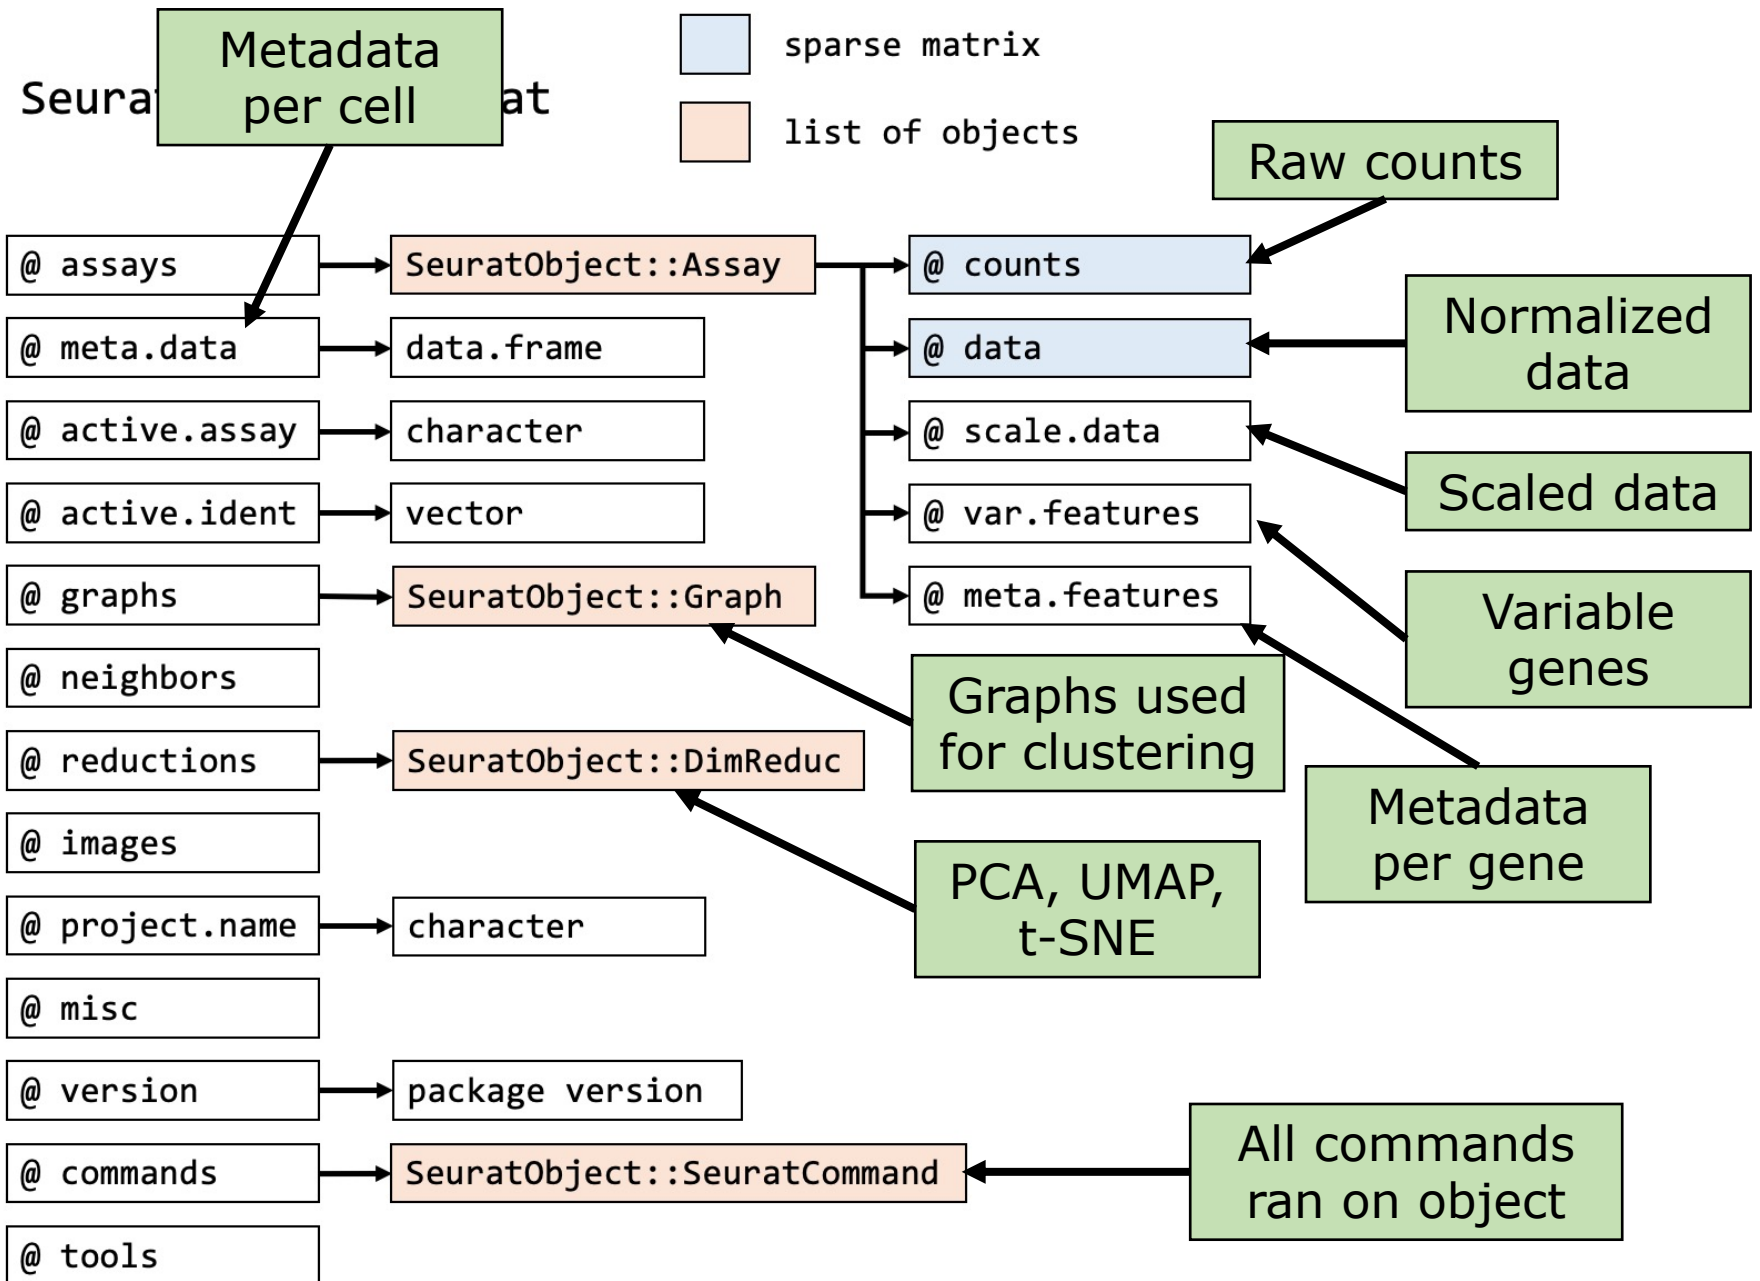 Metadata
per cell
Seura
at
sparse matrix
list of objects
Raw counts
@ assays
SeuratObject::Assay
@ counts
Normalized
data
@ meta.data
data.frame
@ data
@ active.assay
character
@ scale.data
Scaled data
@ active.ident
vector
@ var.features
Variable
genes
@ graphs
SeuratObject::Graph
@ meta.features
@ neighbors
Graphs used
for clustering
@ reductions
SeuratObject::DimReduc
Metadata
per gene
@ images
PCA, UMAP,
t-SNE
@ project.name
character
@ misc
@ version
package version
@ commands
SeuratObject::SeuratCommand
All commands
ran on object
@ tools